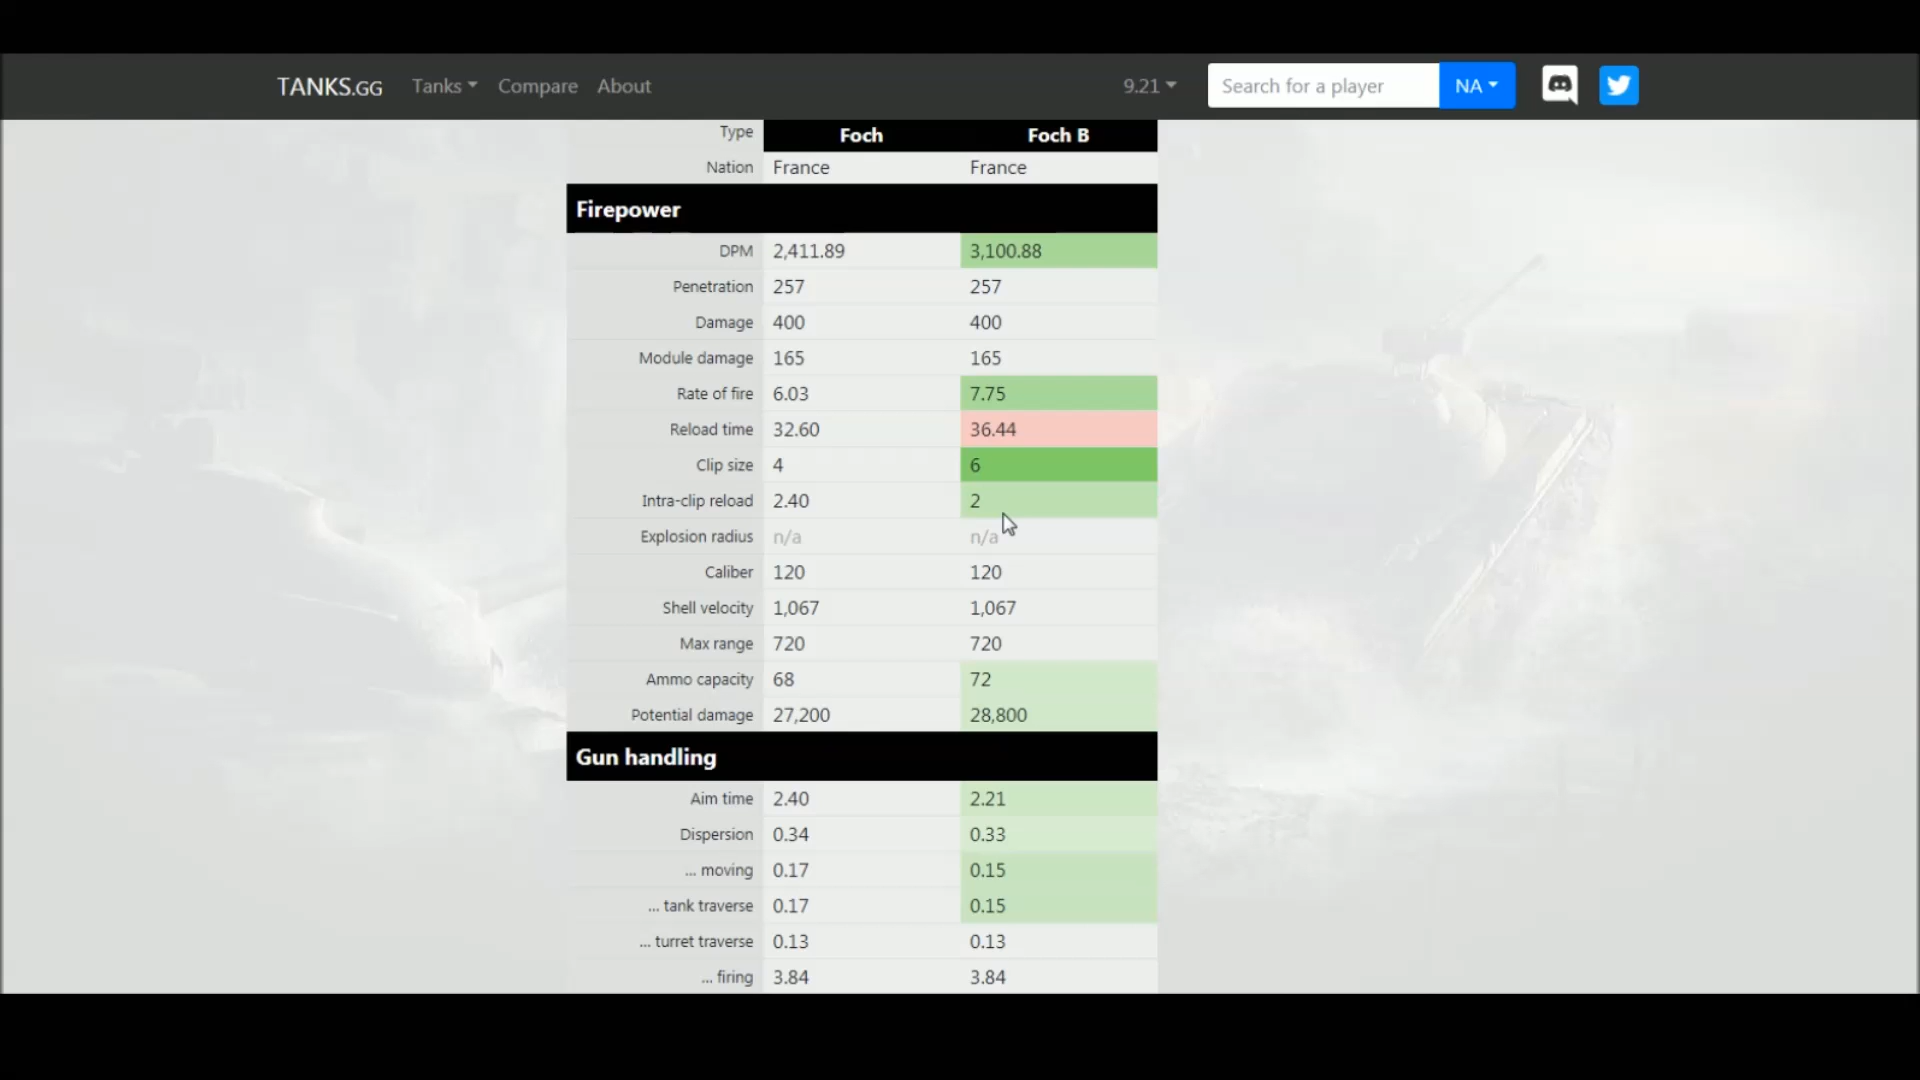 TANKS.GG Tanks Compare About 9.21 Search for a player NA
Type Foch Foch B
Nation France France
Firepower
DPM 2,411.89 3,100.88
Penetration 257 257
Damage 400 400
Module damage 165 165
Rate of fire 6.03 7.75
Reload time 32.60 36.44
Clip size 4 6
Intra-clip reload 2.40 2
Explosion radius n/a n/a
Caliber 120 120
Shell velocity 1,067 1,067
Max range 720 720
Ammo capacity 68 72
Potential damage 27,200 28,800
Gun handling
Aim time 2.40 2.21
Dispersion 0.34 0.33
... moving 0.17 0.15
... tank traverse 0.17 0.15
... turret traverse 0.13 0.13
... firing 3.84 3.84